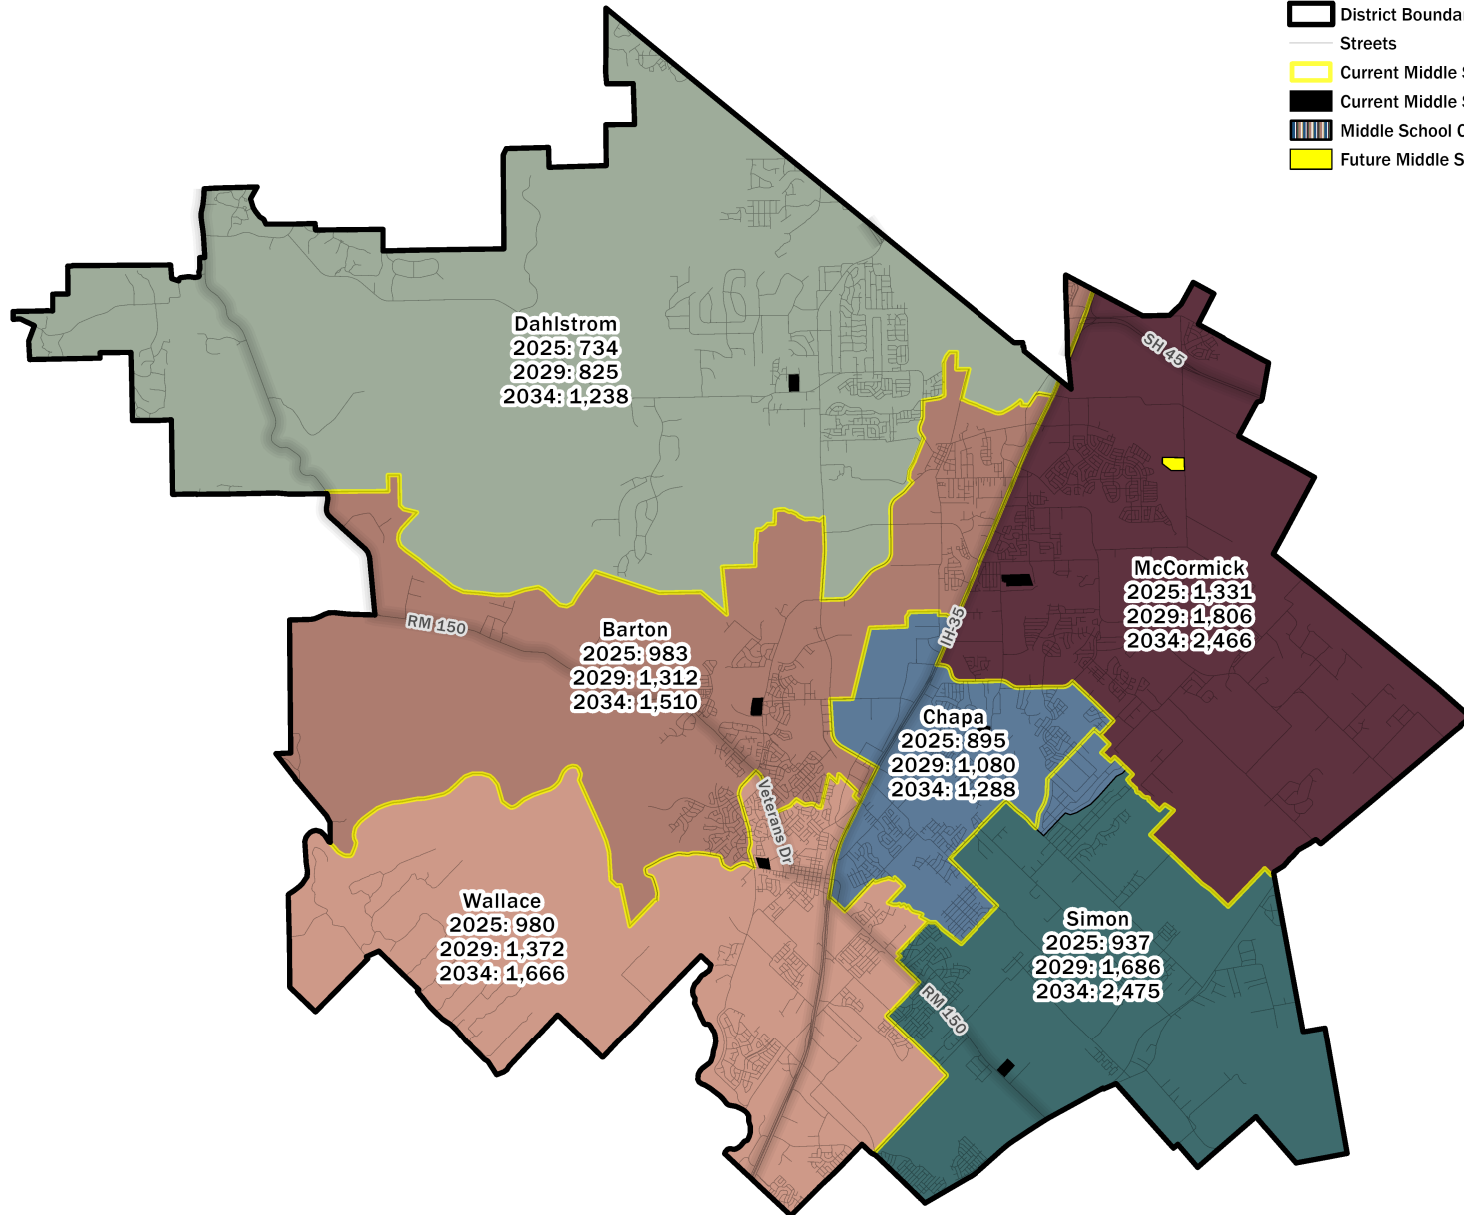 District Bounda
Streets
Current Middle S
Current Middle S
Middle School C
Future Middle S
SH 45
Dahlstrom
2025: 734
2029: 825
2034: 1,238
McCormick
2025: 1,331
2029: 1,806
2034: 2,466
IH-35
RM 150
Barton
2025: 983
2029: 1,312
2034: 1,510
Chapa
2025: 895
2029: 1,080
2034: 1,288
Veterans Dr
Wallace
2025: 980
2029: 1,372
2034: 1,666
Simon
2025: 937
2029: 1,686
2034: 2,475
RM 150